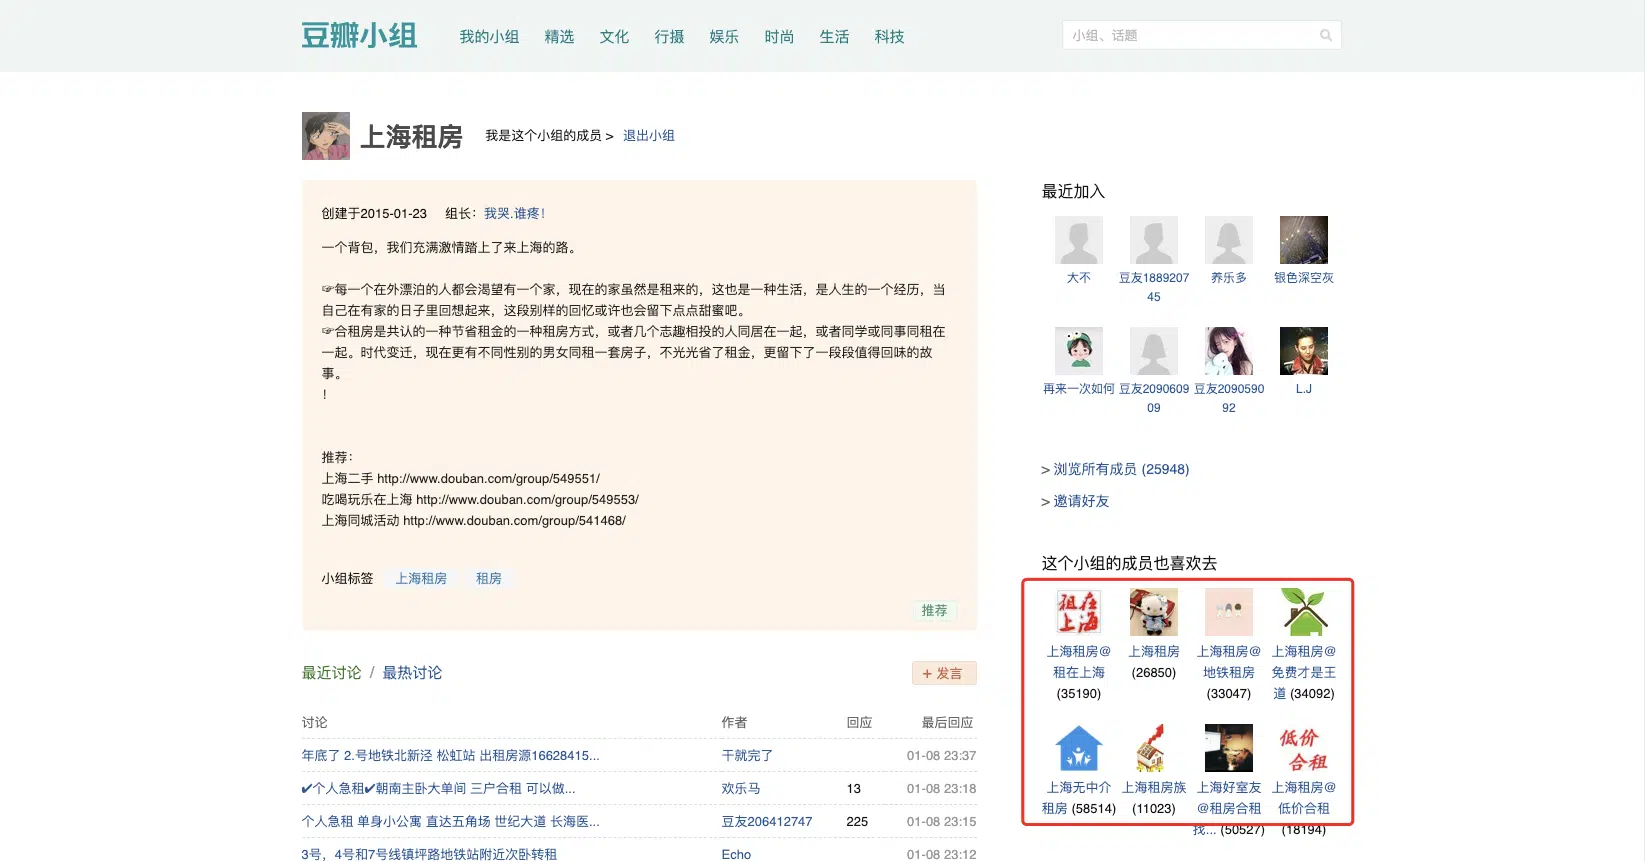 豆瓣小组
我的小组 精选 文化 行摄 娱乐 时尚 生活 科技
小组、话题
上海租房 我是这个小组的成员 > 退出小组
创建于2015-01-23 组长：我哭.谁疼！
一个背包，我们充满激情踏上了来上海的路。
☞每一个在外漂泊的人都会渴望有一个家，现在的家虽然是租来的，这也是一种生活，是人生的一个经历，当
自己在有家的日子里回想起来，这段别样的回忆或许也会留下点点甜蜜吧。
☞合租房是共认的一种节省租金的一种租房方式，或者几个志趣相投的人同居在一起，或者同学或同事同租在
一起。时代变迁，现在更有不同性别的男女同租一套房子，不光光省了租金，更留下了一段段值得回味的故
事。
！
推荐：
上海二手 http://www.douban.com/group/549551/
吃喝玩乐在上海 http://www.douban.com/group/549553/
上海同城活动 http://www.douban.com/group/541468/
小组标签 上海租房 租房
推荐
最近讨论 / 最热讨论
+ 发言
讨论 作者 回应 最后回应
年底了 2.号地铁北新泾 松虹站 出租房源16628415... 干就完了 01-08 23:37
✔个人急租✔朝南主卧大单间 三户合租 可以做... 欢乐马 13 01-08 23:18
个人急租 单身小公寓 直达五角场 世纪大道 长海医... 豆友206412747 225 01-08 23:15
3号，4号和7号线镇坪路地铁站附近次卧转租 Echo 01-08 23:12
最近加入
大不 豆友1889207 养乐多 银色深空灰
45
再来一次如何 豆友2090609 豆友2090590 L.J
09 92
> 浏览所有成员 (25948)
> 邀请好友
这个小组的成员也喜欢去
租在
上海
上海租房@ 上海租房 上海租房@ 上海租房@
租在上海 (26850) 地铁租房 免费才是王
(35190) (33047) 道 (34092)
低价
合租
上海无中介 上海租房族 上海好室友 上海租房@
租房 (58514) (11023) @租房合租 低价合租
找... (50527) (18194)